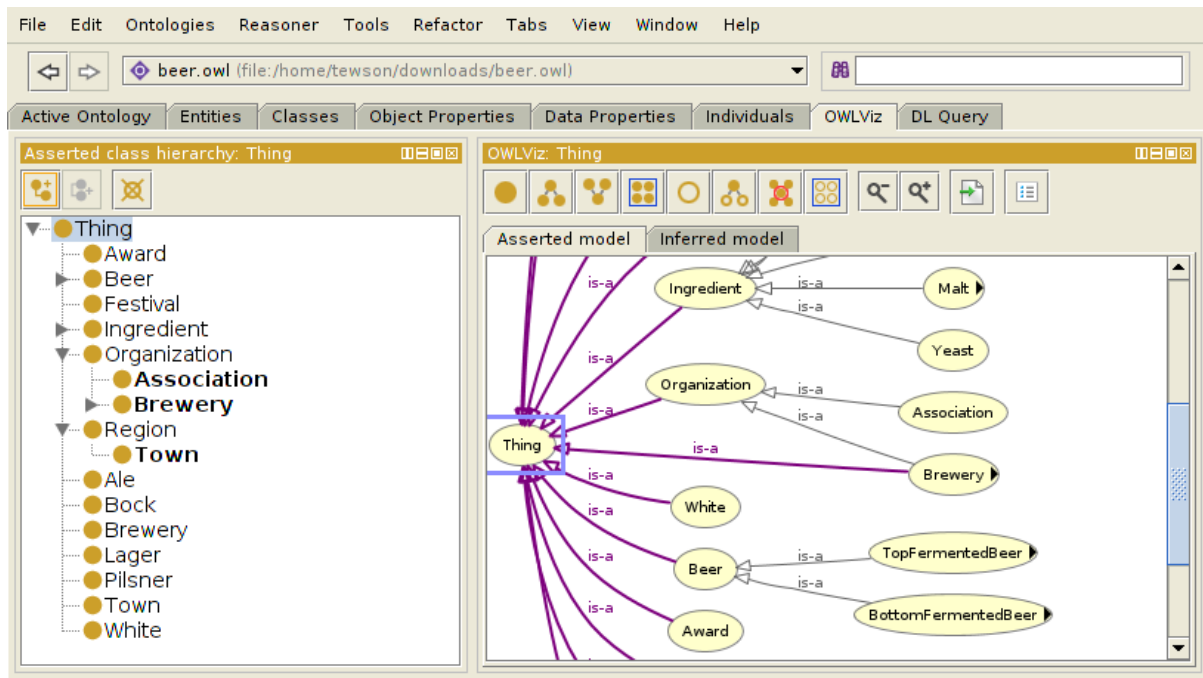 File Edit Ontologies Reasoner Tools Refactor Tabs View Window Help
beer.owl (file:/home/tewson/downloads/beer.owl)
Active Ontology Entities Classes Object Properties Data Properties Individuals OWLViz DL Query
Asserted class hierarchy: Thing
Thing
Award
Beer
Festival
Ingredient
Organization
Association
Brewery
Region
Town
Ale
Bock
Brewery
Lager
Pilsner
Town
White
OWLViz: Thing
Asserted model Inferred model
is-a Ingredient is-a Malt
is-a
Yeast
is-a
Organization is-a
is-a is-a Association
Thing is-a
is-a Brewery
White
is-a
is-a TopFermentedBeer
is-a Beer
is-a
is-a BottomFermentedBeer
Award